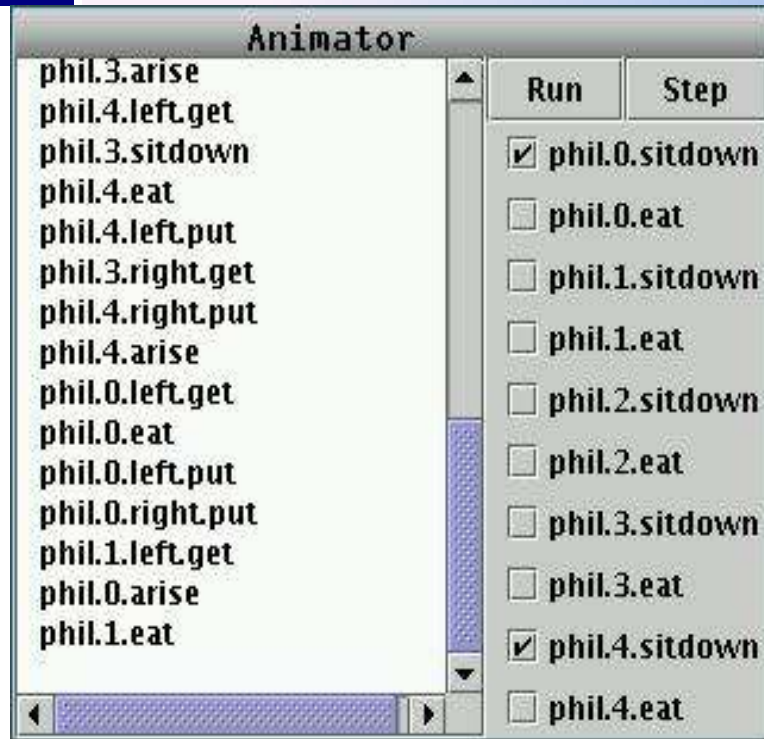 Animator
phil.3.arise
phil.4.left.get
phil.3.sitdown
phil.4.eat
phil.4.left.put
phil.3.right.get
phil.4.right.put
phil.4.arise
phil.0.left.get
phil.0.eat
phil.0.left.put
phil.0.right.put
phil.1.left.get
phil.0.arise
phil.1.eat
Run Step
phil.0.sitdown
phil.0.eat
phil.1.sitdown
phil.1.eat
phil.2.sitdown
phil.2.eat
phil.3.sitdown
phil.3.eat
phil.4.sitdown
phil.4.eat